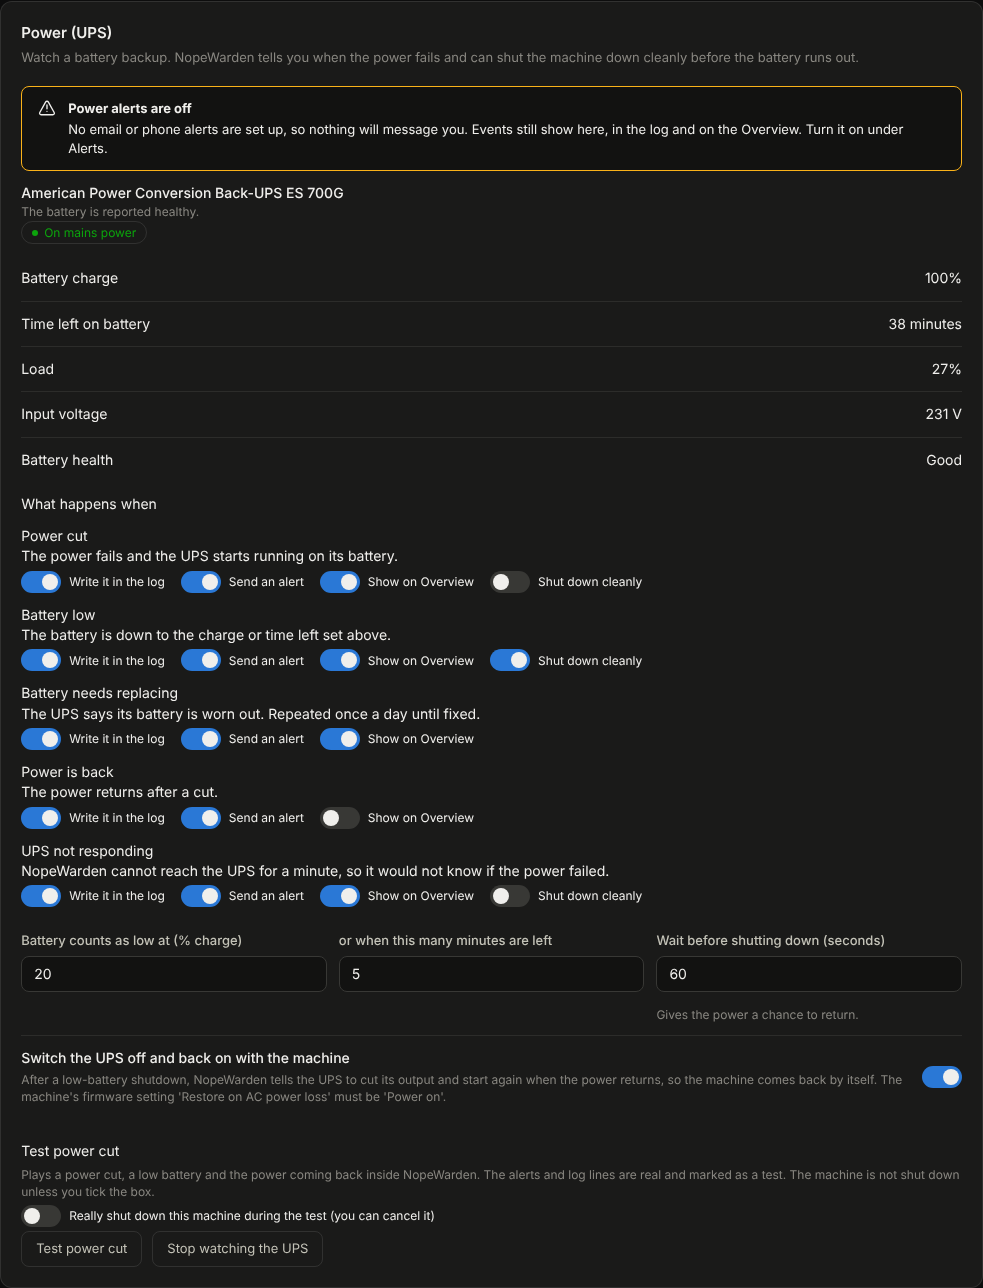 Power (UPS)
Watch a battery backup. NopeWarden tells you when the power fails and can shut the machine down cleanly before the battery runs out.
Power alerts are off
No email or phone alerts are set up, so nothing will message you. Events still show here, in the log and on the Overview. Turn it on under
Alerts.
American Power Conversion Back-UPS ES 700G
The battery is reported healthy.
On mains power
Battery charge 100%
Time left on battery 38 minutes
Load 27%
Input voltage 231 V
Battery health Good
What happens when
Power cut
The power fails and the UPS starts running on its battery.
Write it in the log Send an alert Show on Overview Shut down cleanly
Battery low
The battery is down to the charge or time left set above.
Write it in the log Send an alert Show on Overview Shut down cleanly
Battery needs replacing
The UPS says its battery is worn out. Repeated once a day until fixed.
Write it in the log Send an alert Show on Overview
Power is back
The power returns after a cut.
Write it in the log Send an alert Show on Overview
UPS not responding
NopeWarden cannot reach the UPS for a minute, so it would not know if the power failed.
Write it in the log Send an alert Show on Overview Shut down cleanly
Battery counts as low at (% charge) or when this many minutes are left Wait before shutting down (seconds)
20 5 60
Gives the power a chance to return.
Switch the UPS off and back on with the machine
After a low-battery shutdown, NopeWarden tells the UPS to cut its output and start again when the power returns, so the machine comes back by itself. The
machine's firmware setting 'Restore on AC power loss' must be 'Power on'.
Test power cut
Plays a power cut, a low battery and the power coming back inside NopeWarden. The alerts and log lines are real and marked as a test. The machine is not shut down
unless you tick the box.
Really shut down this machine during the test (you can cancel it)
Test power cut Stop watching the UPS